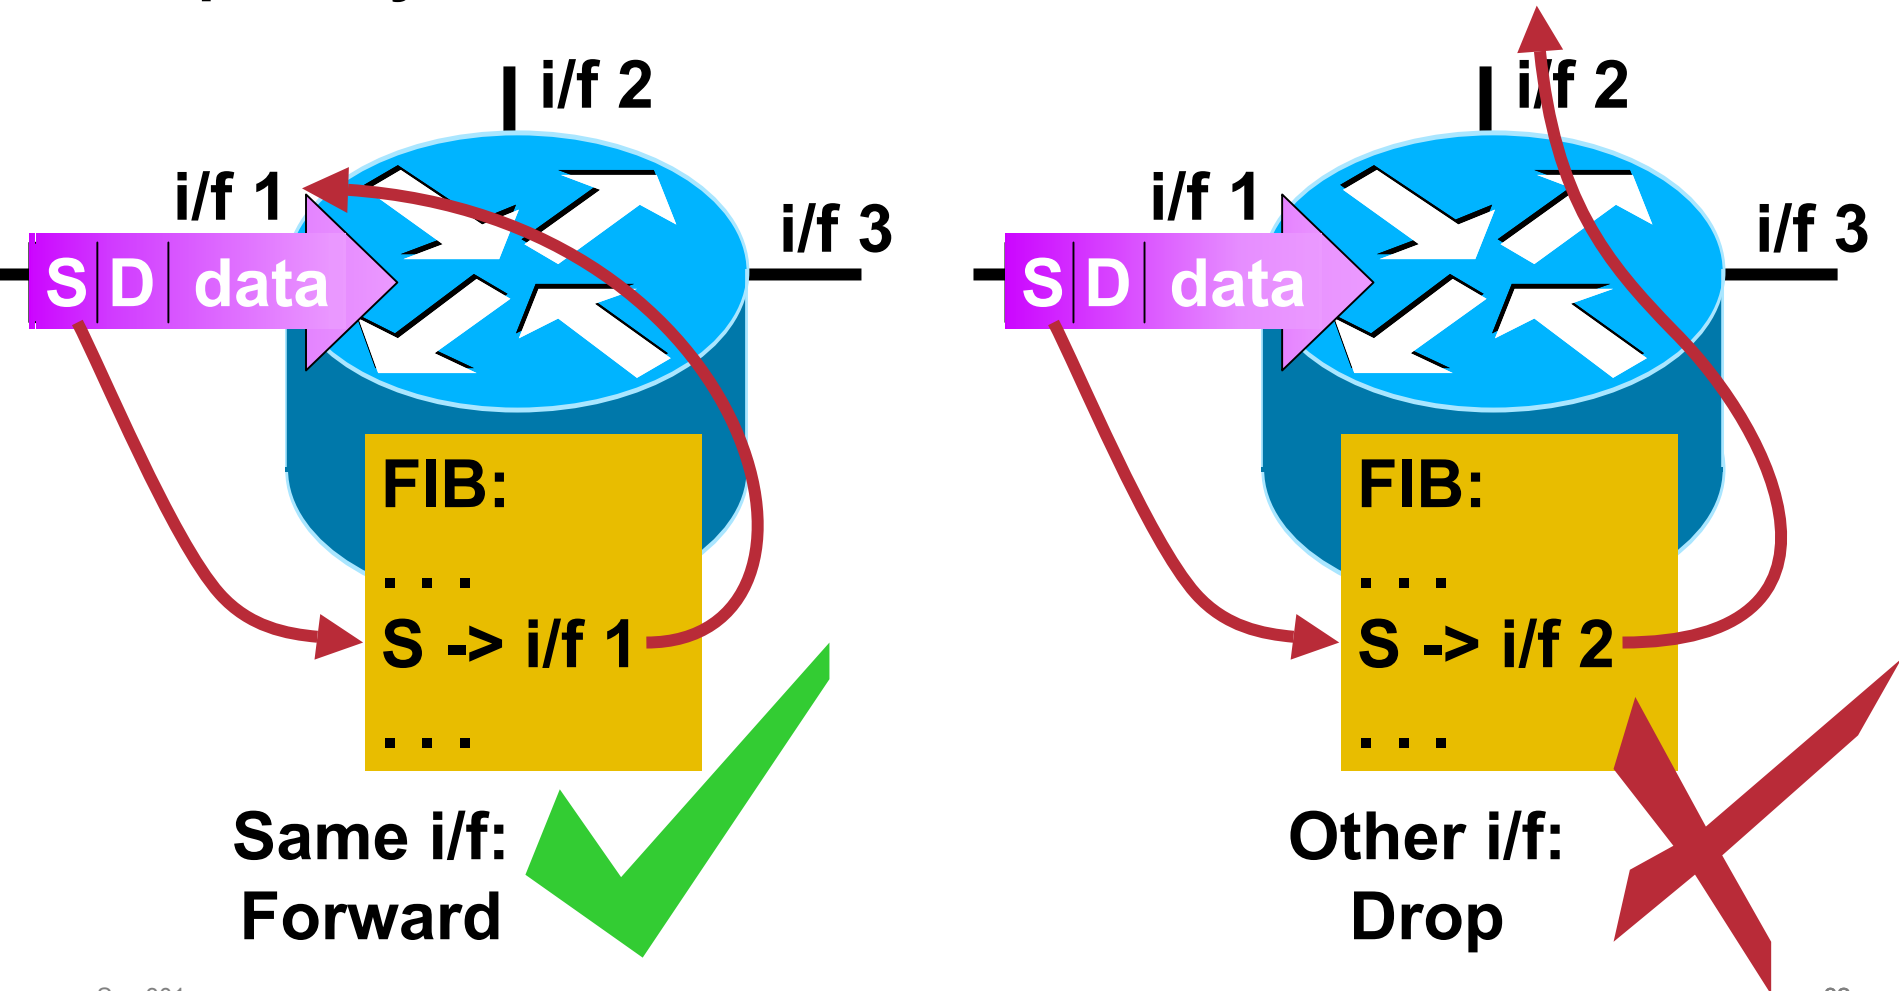 i/f 2
i/f 1
i/f 3
S D data
FIB:
. . .
S -> i/f 1
. . .
Same i/f:
Forward
i/f 2
i/f 1
i/f 3
S D data
FIB:
. . .
S -> i/f 2
. . .
Other i/f:
Drop